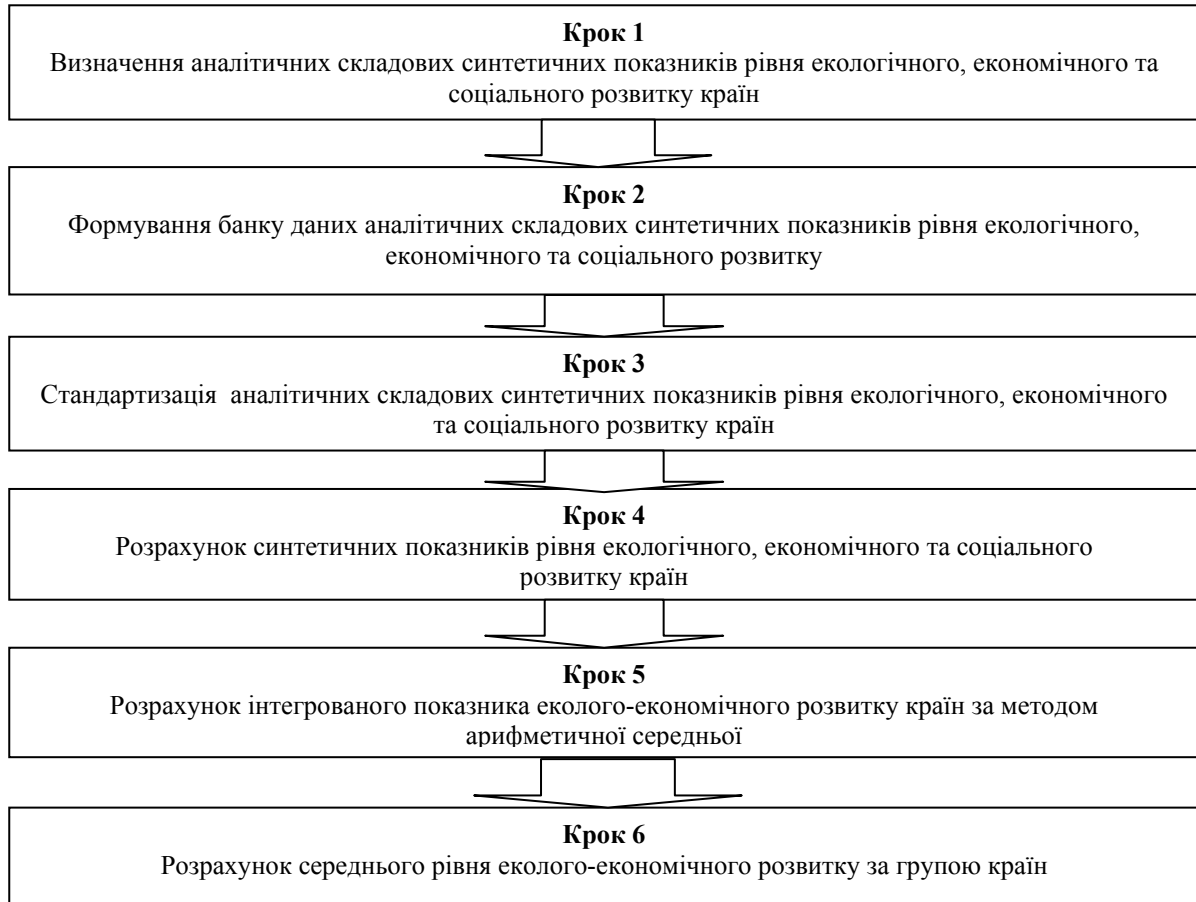 Крок 1
Визначення аналітичних складових синтетичних показників рівня екологічного, економічного та
соціального розвитку країн
Крок 2
Формування банку даних аналітичних складових синтетичних показників рівня екологічного,
економічного та соціального розвитку
Крок 3
Стандартизація аналітичних складових синтетичних показників рівня екологічного, економічного
та соціального розвитку країн
Крок 4
Розрахунок синтетичних показників рівня екологічного, економічного та соціального
розвитку країн
Крок 5
Розрахунок інтегрованого показника еколого-економічного розвитку країн за методом
арифметичної середньої
Крок 6
Розрахунок середнього рівня еколого-економічного розвитку за групою країн